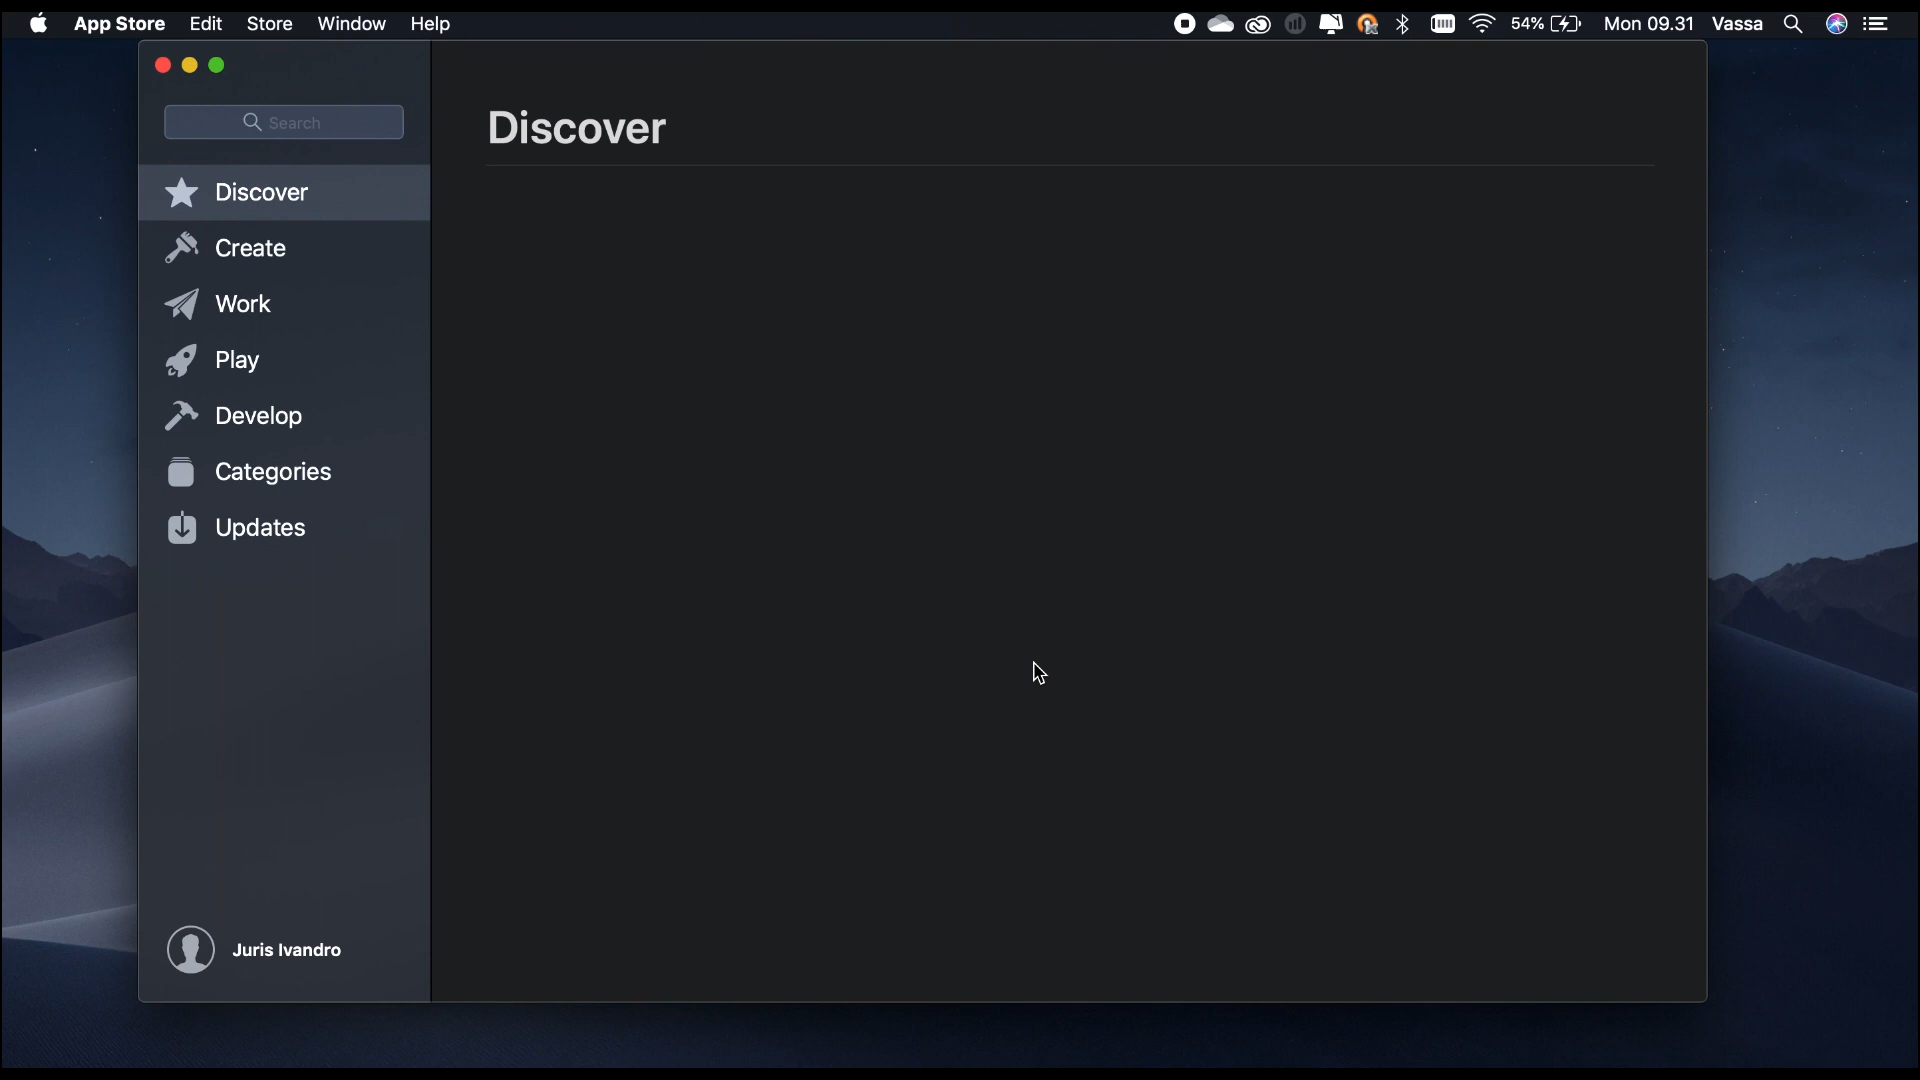 App Store Edit Store Window Help 54% Mon 09.31 Vassa
Search
Discover
Create
Work
Play
Develop
Categories
Updates
Juris Ivandro
Discover